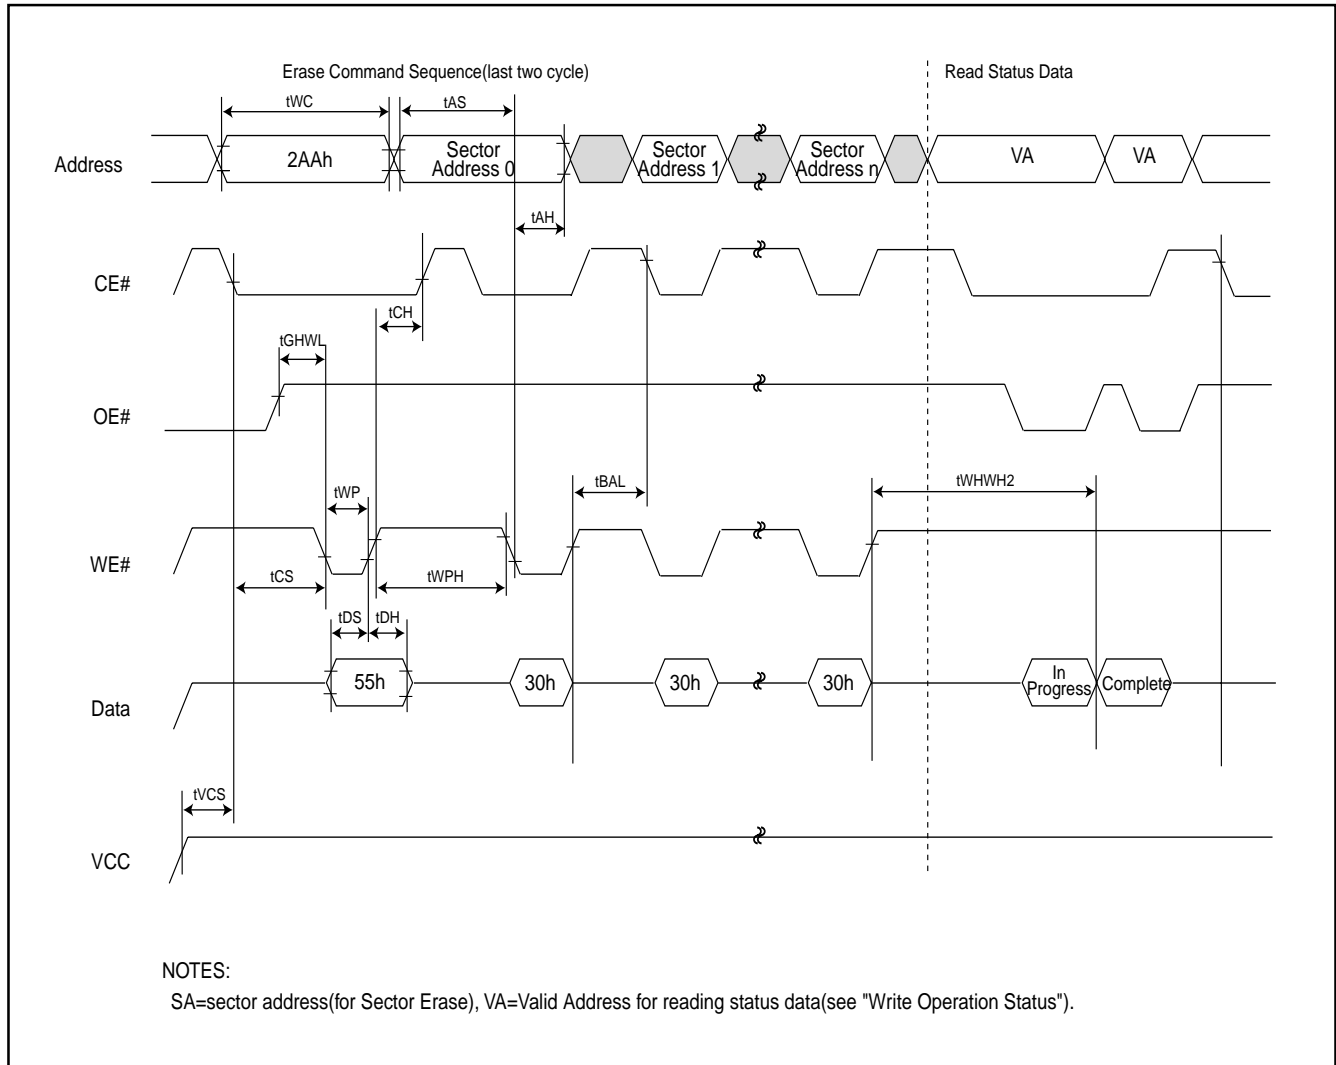 Erase Command Sequence(last two cycle)
Read Status Data
tWC
tAS
Address
2AAh
Sector
Address 0
Sector
Address 1
Sector
Address n
VA
VA
tAH
CE#
tCH
tGHWL
OE#
tBAL
tWHWH2
tWP
WE#
tCS
tWPH
tDS
tDH
Data
55h
30h
30h
30h
In
Progress
Complete
tVCS
VCC
NOTES:
SA=sector address(for Sector Erase), VA=Valid Address for reading status data(see "Write Operation Status").